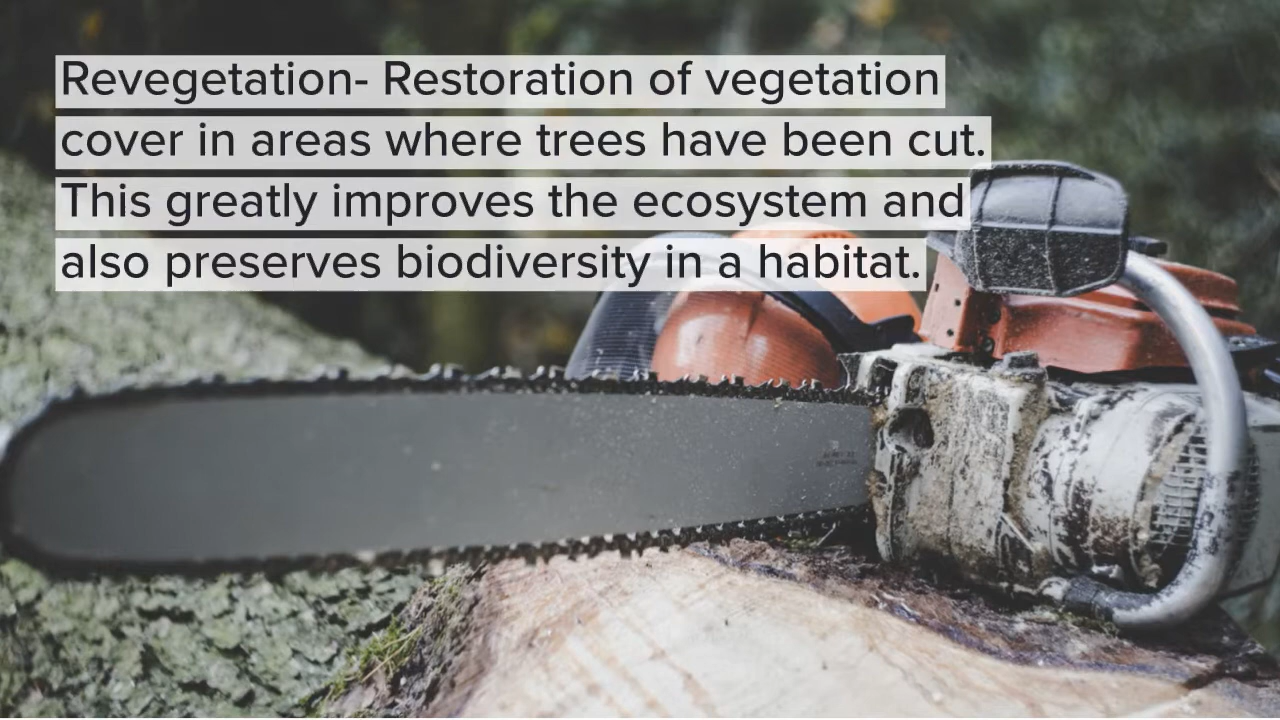 Revegetation- Restoration of vegetation
cover in areas where trees have been cut.
This greatly improves the ecosystem and
also preserves biodiversity in a habitat.